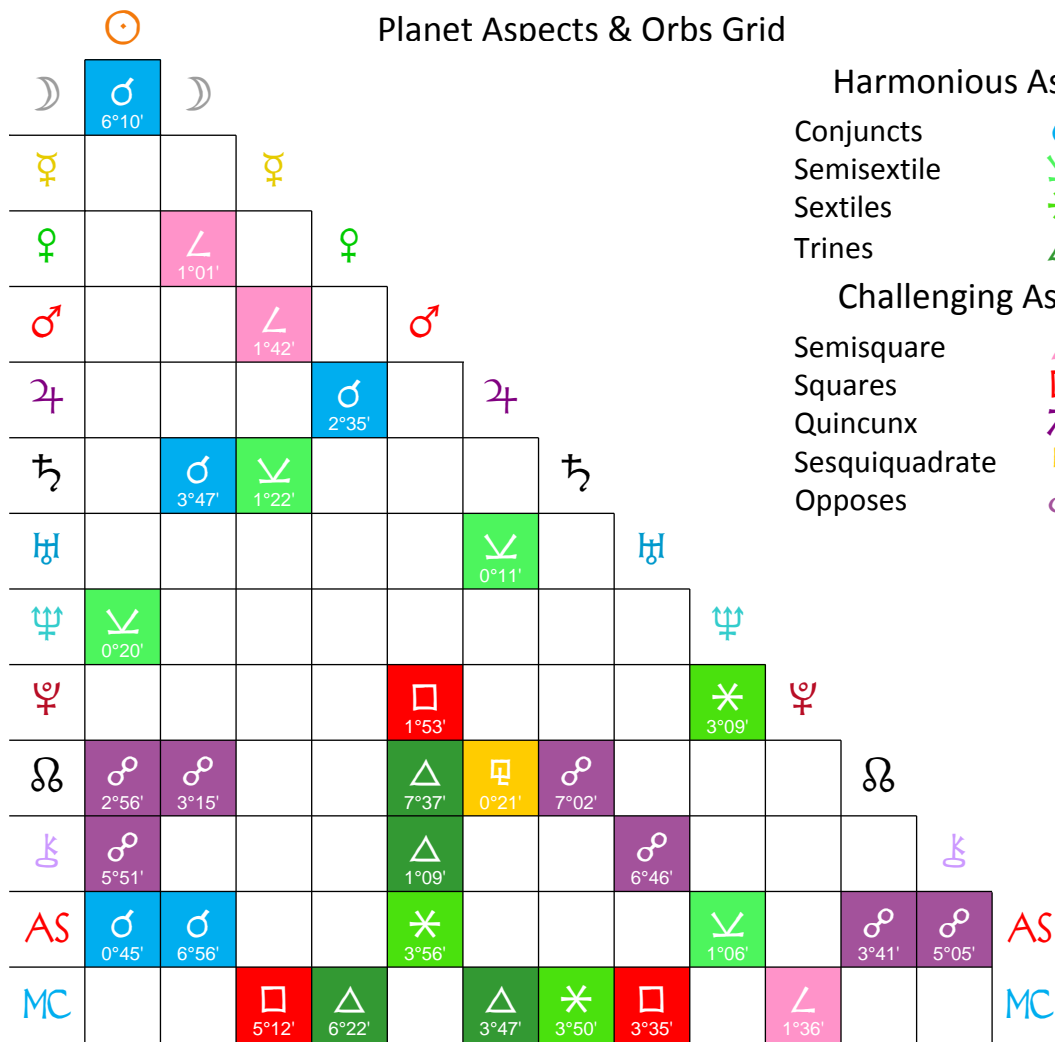 Planet Aspects & Orbs Grid
Harmonious As
Conjuncts
Semisextile
Sextiles
Trines
Challenging As
Semisquare
Squares
Quincunx
Sesquiquadrate
Opposes
☉
☽ ☌ 6°10' ☽
☿ ☿
♀ ∠ 1°01' ♀
♂ ∠ 1°42' ♂
♃ ☌ 2°35' ♃
♄ ☌ 3°47' ⚺ 1°22' ♄
♅ ⚺ 0°11' ♅
♆ ⚺ 0°20' ♆
⯓ □ 1°53' ⚹ 3°09' ⯓
☊ ☍ 2°56' ☍ 3°15' △ 7°37' ⚼ 0°21' ☍ 7°02' ☊
⚷ ☍ 5°51' △ 1°09' ☍ 6°46' ⚷
AS ☌ 0°45' ☌ 6°56' ⚹ 3°56' ⚺ 1°06' ☍ 3°41' ☍ 5°05' AS
MC □ 5°12' △ 6°22' △ 3°47' ⚹ 3°50' □ 3°35' ∠ 1°36' MC